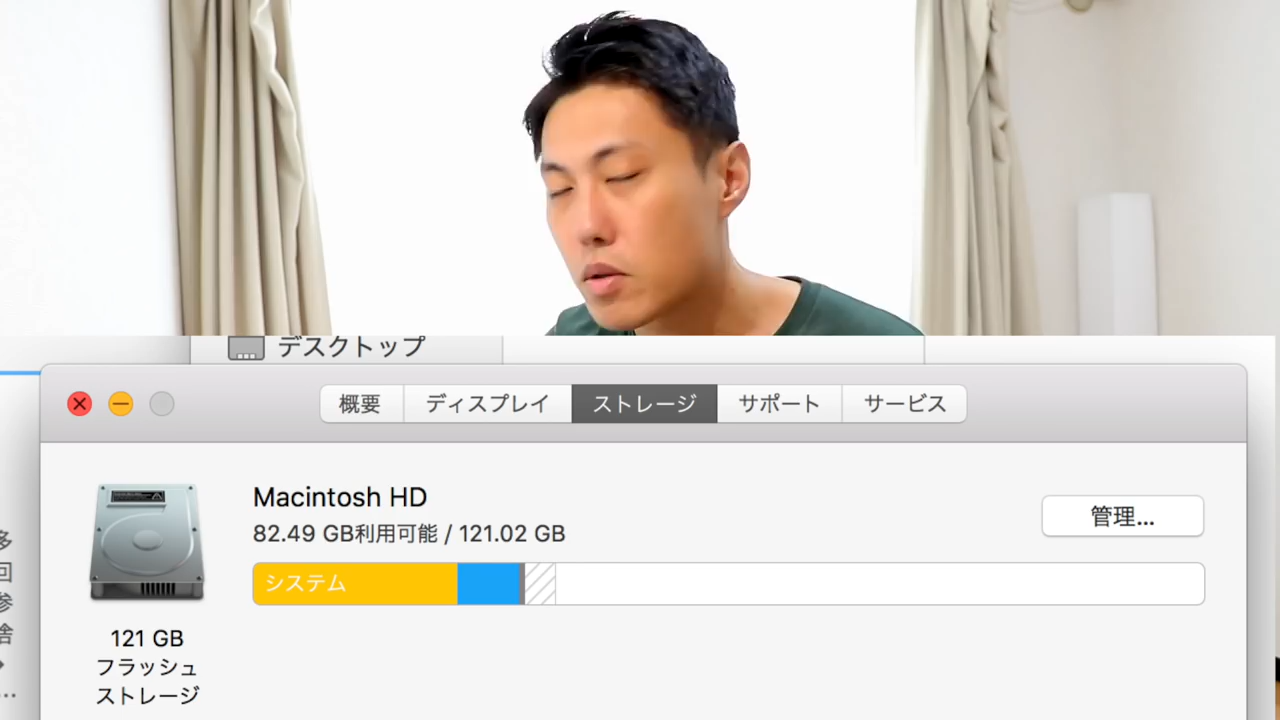 デスクトップ
概要 ディスプレイ ストレージ サポート サービス
Macintosh HD
82.49 GB利用可能 / 121.02 GB
管理...
システム
121 GB
フラッシュ
ストレージ
多
回
参
捨
...